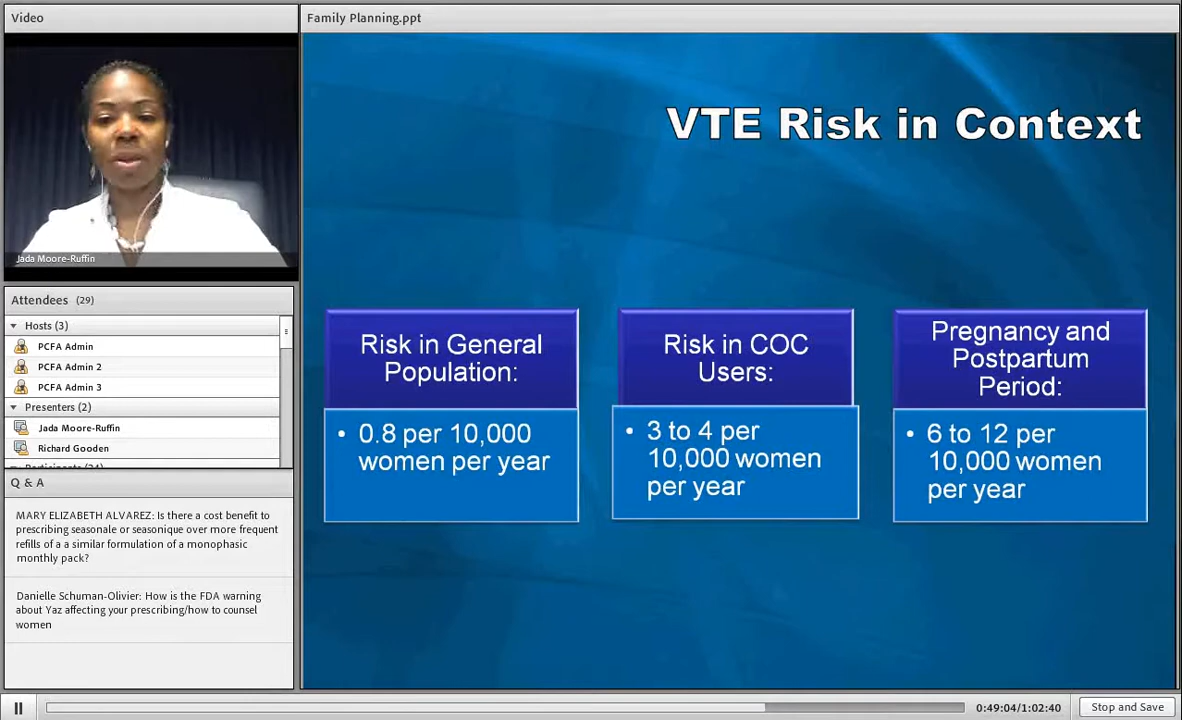 Video
Jada Moore-Ruffin
Attendees (29)
Hosts (3)
PCFA Admin
PCFA Admin 2
PCFA Admin 3
Presenters (2)
Jada Moore-Ruffin
Richard Gooden
Q & A
MARY ELIZABETH ALVAREZ: Is there a cost benefit to
prescribing seasonale or seasonique over more frequent
refills of a a similar formulation of a monophasic
monthly pack?
Danielle Schuman-Olivier: How is the FDA warning
about Yaz affecting your prescribing/how to counsel
women
Family Planning.ppt
VTE Risk in Context
Risk in General
Population:
• 0.8 per 10,000
women per year
Risk in COC
Users:
• 3 to 4 per
10,000 women
per year
Pregnancy and
Postpartum
Period:
• 6 to 12 per
10,000 women
per year
0:49:04/1:02:40
Stop and Save